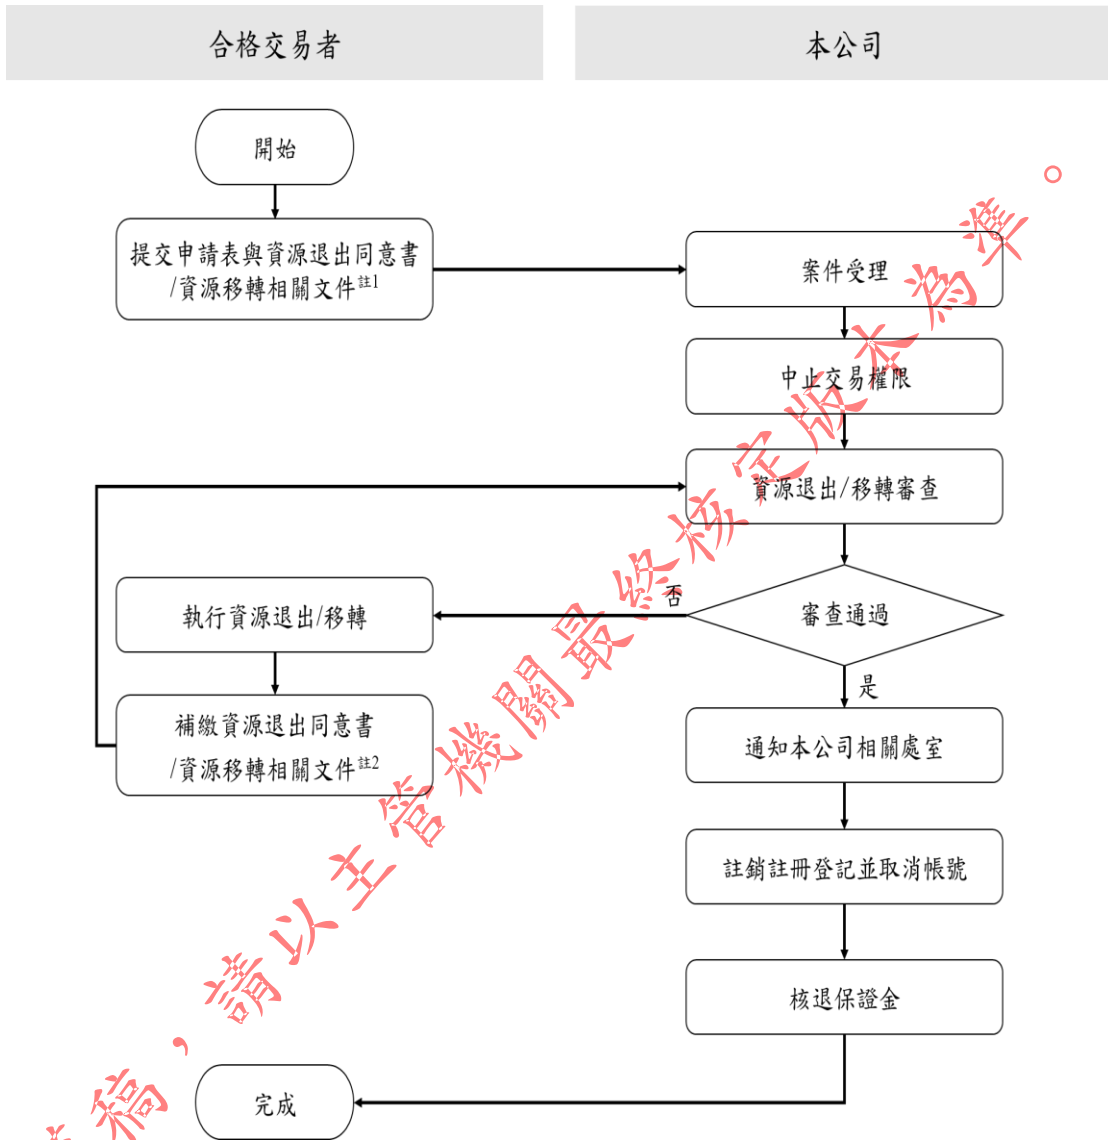 合格交易者
本公司
開始
提交申請表與資源退出同意書
/資源移轉相關文件註1
案件受理
中止交易權限
資源退出/移轉審查
審查通過
否
是
執行資源退出/移轉
補繳資源退出同意書
/資源移轉相關文件註2
通知本公司相關處室
註銷註冊登記並取消帳號
核退保證金
完成
稿，請以主管機關最終核定版本為準。